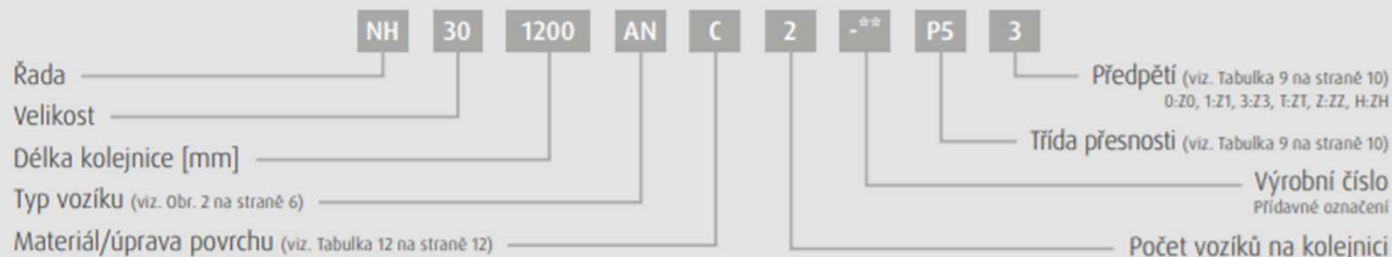 NH 30 1200 AN C 2 -** P5 3
Řada
Předpětí (viz. Tabulka 9 na straně 10)
0:Z0, 1:Z1, 3:Z3, T:ZT, Z:ZZ, H:ZH
Velikost
Třída přesnosti (viz. Tabulka 9 na straně 10)
Délka kolejnice [mm]
Výrobní číslo
Přídavné označení
Typ vozíku (viz. Obr. 2 na straně 6)
Materiál/úprava povrchu (viz. Tabulka 12 na straně 12)
Počet vozíků na kolejnici